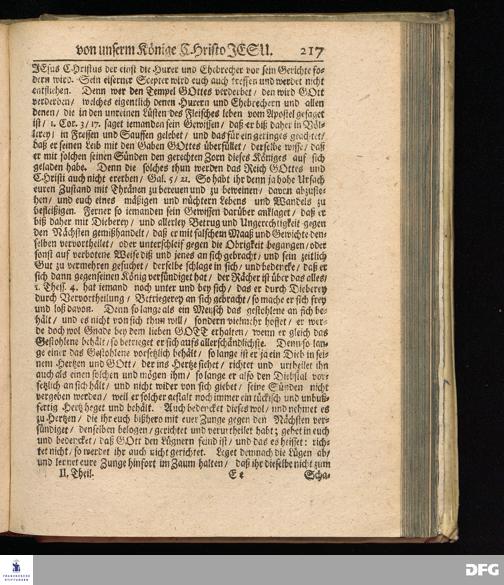 von unserm Könige Christo JESU. 217
JEsus Christus der einst die Hurer und Ehebrecher vor sein Gerichte fo-
dern wird. Sein eiserner Scepter wird euch auch treffen und werdet nicht
entfliehen. Denn wer den Tempel GOttes verderbet / den wird GOtt
verderben / welches eigentlich denen Hurern und Ehebrechern und allen
denen / die in den unreinen Lüsten des Fleisches leben vom Apostel gesaget
ist / 1. Cor. 3 / 17. saget jemanden sein Gewissen / daß er biß daher in Völ-
lerey / in Fressen und Sauffen gelebet / und das für ein geringes geachtet /
daß er seinen Leib mit den Gaben GOttes überfüllet / derselbe wisse / daß
er mit solchen seinen Sünden den gerechten Zorn dieses Königes auf sich
geladen habe. Denn die solches thun werden das Reich GOttes und
Christi auch nicht ererben / Gal. 5 / 21. So habt ihr denn ja hohe Ursach
euren Zustand mit Thränen zu bereuen und zu beweinen / davon abzuste-
hen / und euch eines mäßigen und nüchtern Lebens und Wandels zu
befleißigen. Ferner so jemanden sein Gewissen darüber anklaget / daß er
biß daher mit Dieberey / und allerley Betrug und Ungerechtigkeit gegen
den Nächsten gemißhandelt / daß er mit falschem Maaß und Gewichte den-
selben vervortheilet / oder unterschleif gegen die Obrigkeit begangen / oder
sonst auf verbotene Weise diß und jenes an sich gebracht / und sein zeitlich
Gut zu vermehren gesuchet / derselbe schlage in sich / und bedencke / daß er
sich denn gegen seinen König versündiget hat / der Rächer ist über das alles /
1. Thess. 4. hat jemand noch unter und bey sich / das er durch Dieberey
durch Vervortheilung / Betriegerey an sich gebracht / so mache er sich frey
und loß davon. Denn so lange als ein Mensch das gestohlene an sich be-
hält / und es nicht von sich thun will / sondern vielmehr hoffet / er wer-
de doch wol Gnade bey dem lieben GOTT erhalten / wenn er gleich das
Gestohlene behält / so betrieget er sich aufs allerschändlichste. Denn so lan-
ge einer das Gestohlene vorsetzlich behält / so lange ist er ja ein Dieb in sei-
nem Hertzen und GOtt / der ins Hertze siehet / richtet und urtheilet ihn
auch als einen solchen und mögen ihm / so lange er also den Diebstal vor-
setzlich an sich hält / und nicht wider von sich giebet / seine Sünden nicht
vergeben werden / weil er solcher gestalt noch immer ein tückisch und unbuß-
fertig Hertz heget und behält. Auch bedencket dieses wol / und nehmet es
zu Hertzen / die ihr euch bißhero mit eurer Zunge gegen den Nächsten ver-
sündiget / denselben belogen / gerichtet und verurtheilet habt; gehet in euch
und bedencket / daß GOtt den Lügnern feind ist / und das es heisset: rich-
tet nicht / so werdet ihr auch nicht gerichtet. Leget demnach die Lügen ab /
und lernet eure Zunge hinfort im Zaum halten / daß ihr dieselbe nicht zum
II. Theil. Ee Scha-
FRANCKESCHE
STIFTUNGEN
DFG